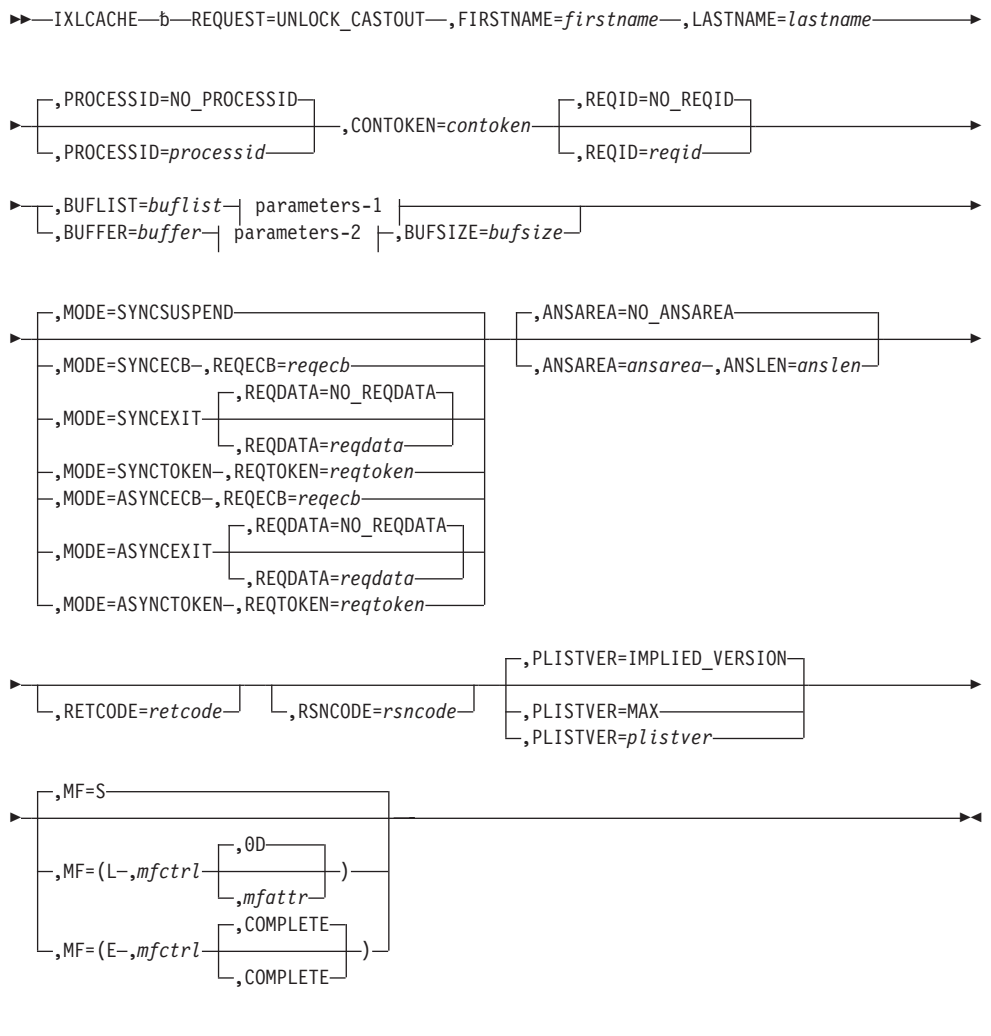 IXLCACHE ␢ REQUEST=UNLOCK_CASTOUT ,FIRSTNAME=firstname ,LASTNAME=lastname
,PROCESSID=NO_PROCESSID ,REQID=NO_REQID
,CONTOKEN=contoken
,PROCESSID=processid ,REQID=reqid
,BUFLIST=buflist parameters-1
,BUFFER=buffer parameters-2 ,BUFSIZE=bufsize
,MODE=SYNCSUSPEND ,ANSAREA=NO_ANSAREA
,MODE=SYNCECB ,REQECB=reqecb ,ANSAREA=ansarea ,ANSLEN=anslen
,REQDATA=NO_REQDATA
,MODE=SYNCEXIT
,REQDATA=reqdata
,MODE=SYNCTOKEN ,REQTOKEN=reqtoken
,MODE=ASYNCECB ,REQECB=reqecb
,REQDATA=NO_REQDATA
,MODE=ASYNCEXIT
,REQDATA=reqdata
,MODE=ASYNCTOKEN ,REQTOKEN=reqtoken
,PLISTVER=IMPLIED_VERSION
,RETCODE=retcode ,RSNCODE=rsncode ,PLISTVER=MAX
,PLISTVER=plistver
,MF=S
,0D
,MF=(L ,mfctrl )
,mfattr
,COMPLETE
,MF=(E ,mfctrl )
,COMPLETE